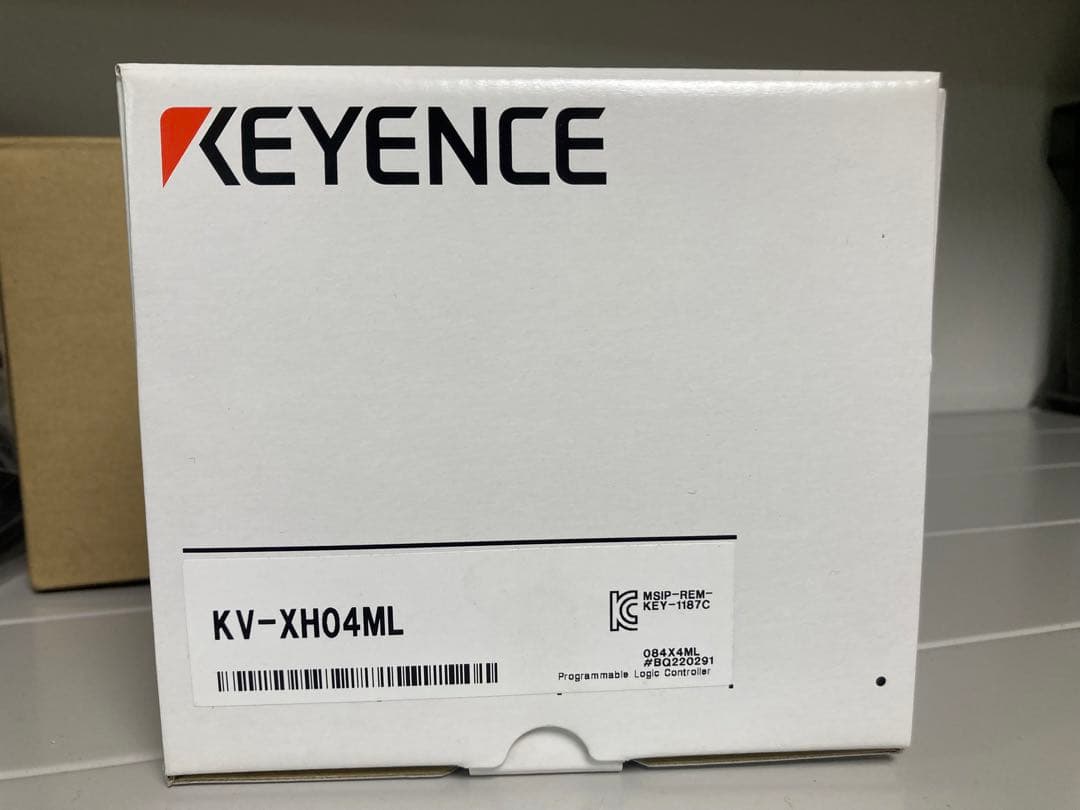 KEYENCE
KV-XH04ML
MSIP-REM-
KEY-1187C
084X4ML
#BQ220291
Programmable Logic Controller